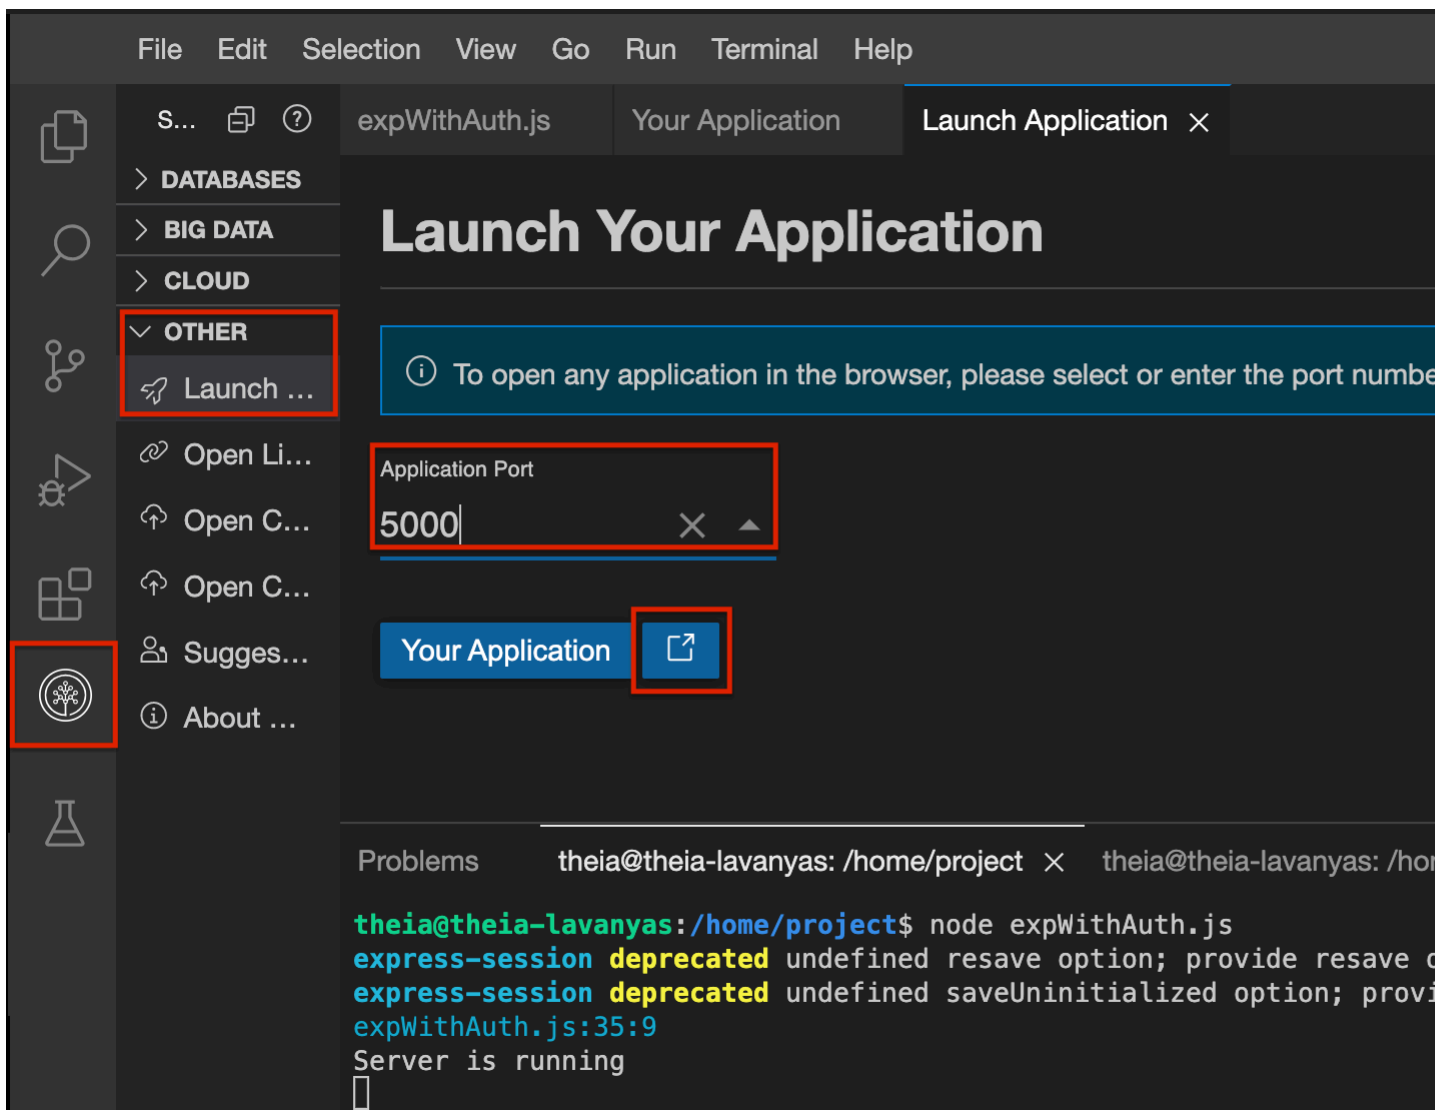 File Edit Selection View Go Run Terminal Help
S...
expWithAuth.js Your Application Launch Application
DATABASES
BIG DATA
CLOUD
OTHER
Launch ...
Open Li...
Open C...
Open C...
Sugges...
About ...
Launch Your Application
To open any application in the browser, please select or enter the port numbe
Application Port
5000
Your Application
Problems theia@theia-lavanyas: /home/project theia@theia-lavanyas: /hor
theia@theia-lavanyas:/home/project$ node expWithAuth.js
express-session deprecated undefined resave option; provide resave o
express-session deprecated undefined saveUninitialized option; provi
expWithAuth.js:35:9
Server is running